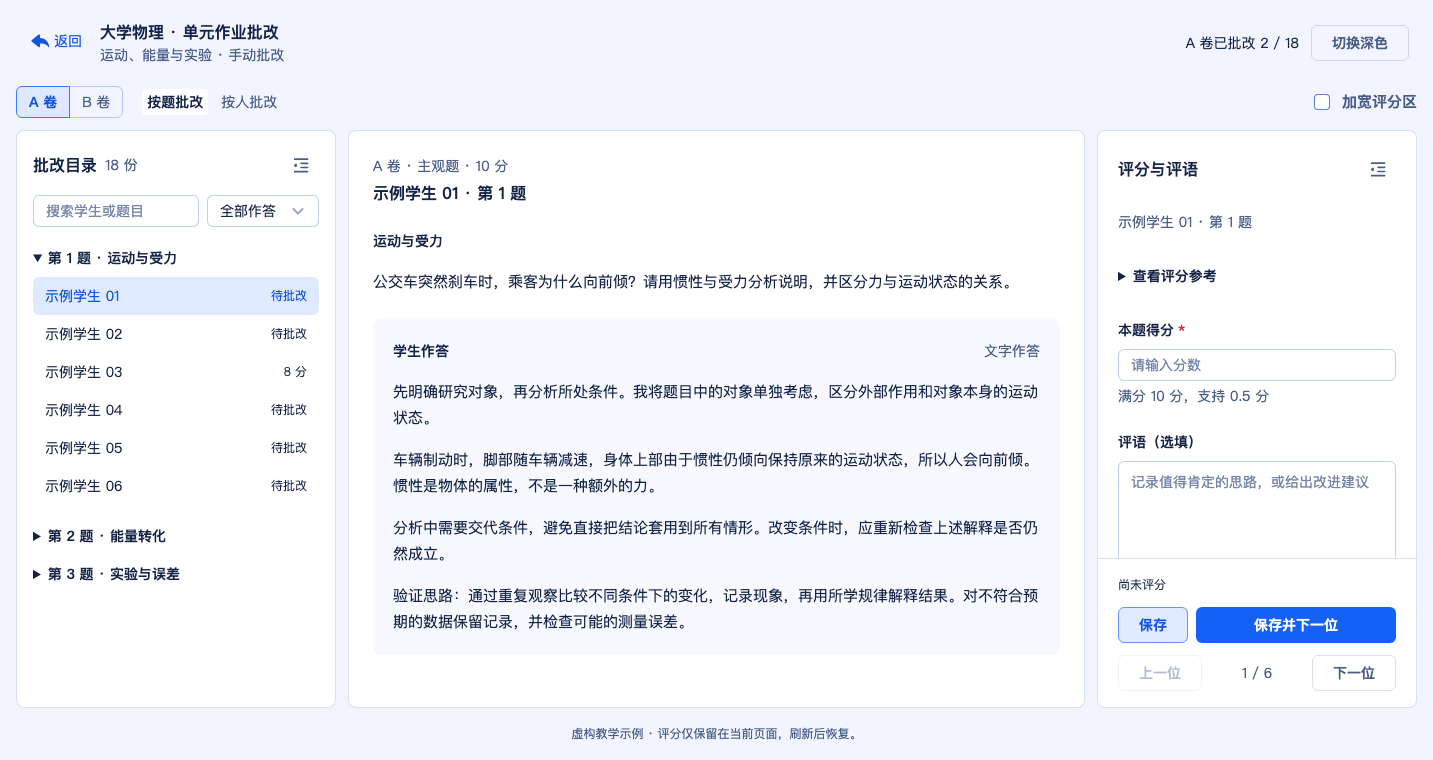 返回
大学物理 · 单元作业批改
运动、能量与实验 · 手动批改
A 卷已批改 2 / 18
切换深色
A 卷
B 卷
按题批改
按人批改
加宽评分区
批改目录 18 份
搜索学生或题目
全部作答
第 1 题 · 运动与受力
示例学生 01 待批改
示例学生 02 待批改
示例学生 03 8 分
示例学生 04 待批改
示例学生 05 待批改
示例学生 06 待批改
第 2 题 · 能量转化
第 3 题 · 实验与误差
A 卷 · 主观题 · 10 分
示例学生 01 · 第 1 题
运动与受力
公交车突然刹车时，乘客为什么向前倾？请用惯性与受力分析说明，并区分力与运动状态的关系。
学生作答 文字作答
先明确研究对象，再分析所处条件。我将题目中的对象单独考虑，区分外部作用和对象本身的运动
状态。
车辆制动时，脚部随车辆减速，身体上部由于惯性仍倾向保持原来的运动状态，所以人会向前倾。
惯性是物体的属性，不是一种额外的力。
分析中需要交代条件，避免直接把结论套用到所有情形。改变条件时，应重新检查上述解释是否仍
然成立。
验证思路：通过重复观察比较不同条件下的变化，记录现象，再用所学规律解释结果。对不符合预
期的数据保留记录，并检查可能的测量误差。
评分与评语
示例学生 01 · 第 1 题
查看评分参考
本题得分 *
请输入分数
满分 10 分，支持 0.5 分
评语（选填）
记录值得肯定的思路，或给出改进建议
尚未评分
保存
保存并下一位
上一位
1 / 6
下一位
虚构教学示例 · 评分仅保留在当前页面，刷新后恢复。